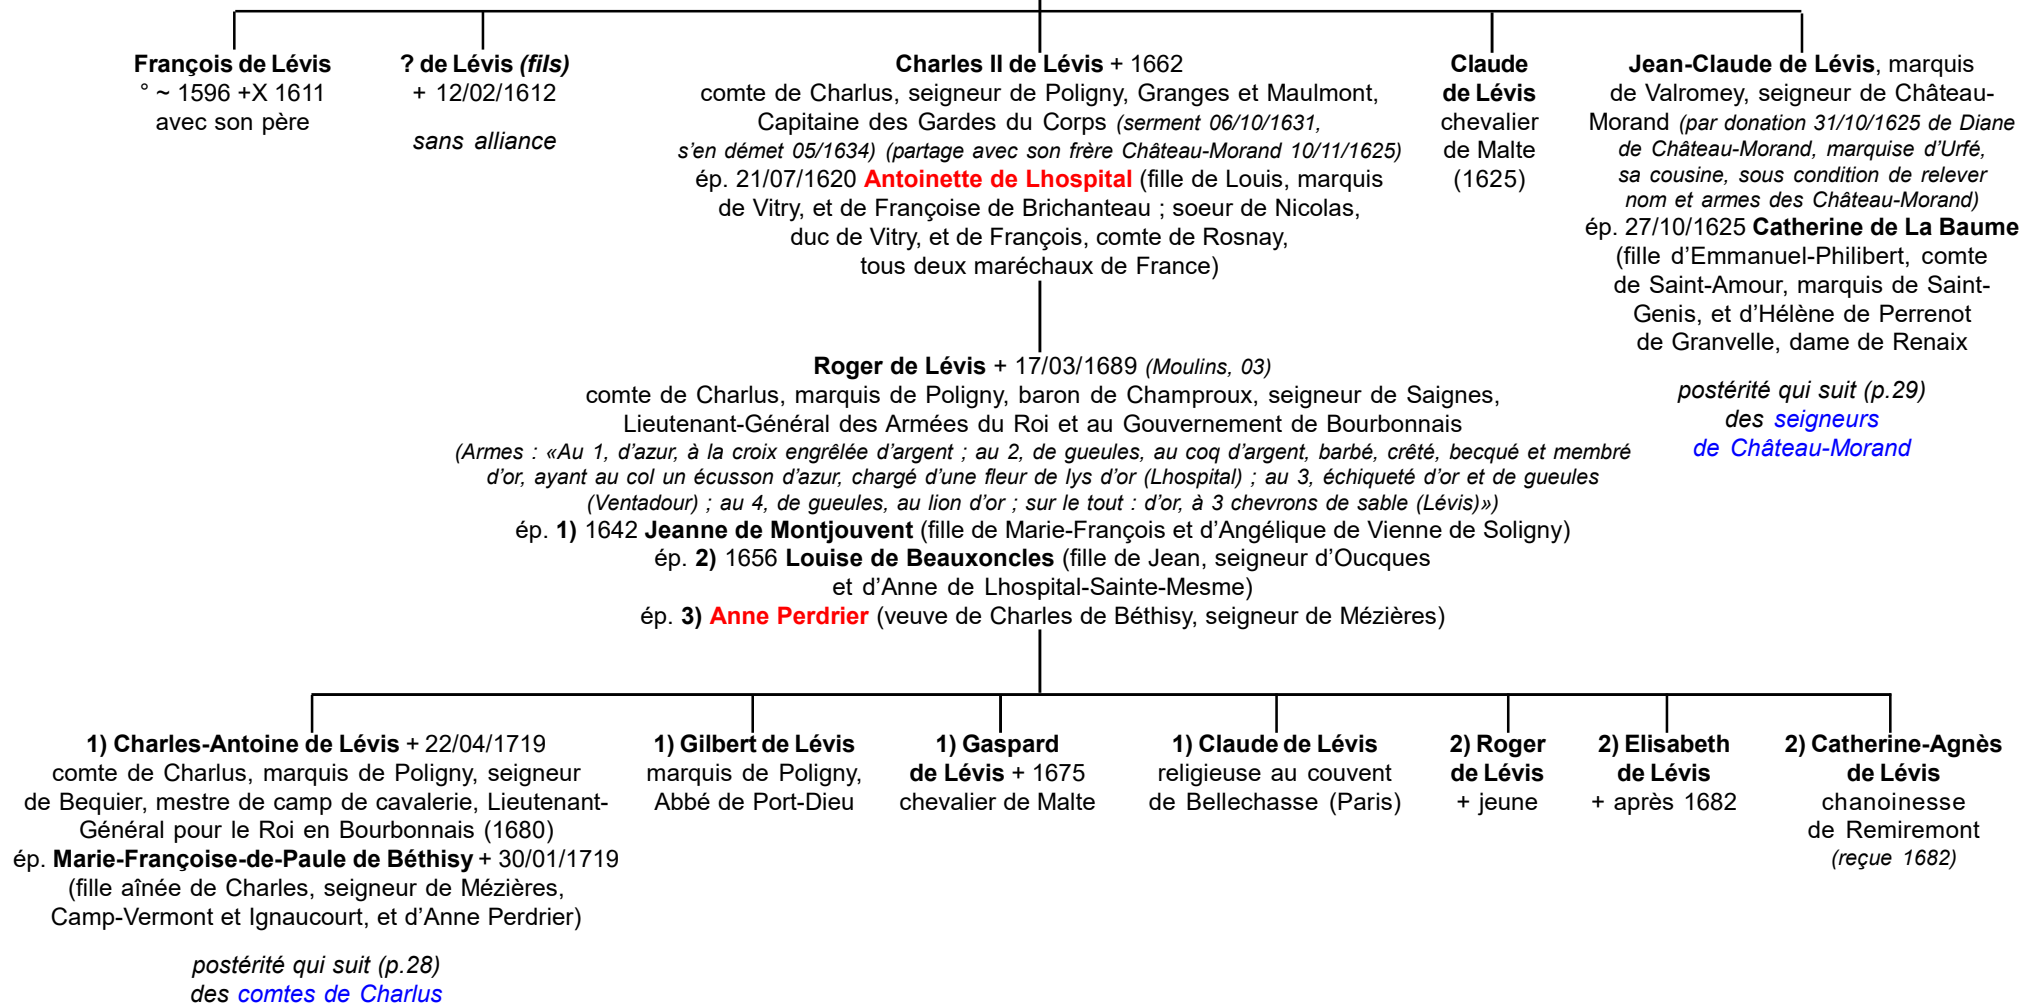 François de Lévis
° ~ 1596 +X 1611
avec son père
? de Lévis (fils)
+ 12/02/1612
sans alliance
Charles II de Lévis + 1662
comte de Charlus, seigneur de Poligny, Granges et Maulmont,
Capitaine des Gardes du Corps (serment 06/10/1631,
s'en démet 05/1634) (partage avec son frère Château-Morand 10/11/1625)
ép. 21/07/1620 Antoinette de Lhospital (fille de Louis, marquis
de Vitry, et de Françoise de Brichanteau ; soeur de Nicolas,
duc de Vitry, et de François, comte de Rosnay,
tous deux maréchaux de France)
Claude
de Lévis
chevalier
de Malte
(1625)
Jean-Claude de Lévis, marquis
de Valromey, seigneur de Château-
Morand (par donation 31/10/1625 de Diane
de Château-Morand, marquise d'Urfé,
sa cousine, sous condition de relever
nom et armes des Château-Morand)
ép. 27/10/1625 Catherine de La Baume
(fille d'Emmanuel-Philibert, comte
de Saint-Amour, marquis de Saint-
Genis, et d'Hélène de Perrenot
de Granvelle, dame de Renaix
postérité qui suit (p.29)
des seigneurs
de Château-Morand
Roger de Lévis + 17/03/1689 (Moulins, 03)
comte de Charlus, marquis de Poligny, baron de Champroux, seigneur de Saignes,
Lieutenant-Général des Armées du Roi et au Gouvernement de Bourbonnais
(Armes : «Au 1, d'azur, à la croix engrêlée d'argent ; au 2, de gueules, au coq d'argent, barbé, crêté, becqué et membré
d'or, ayant au col un écusson d'azur, chargé d'une fleur de lys d'or (Lhospital) ; au 3, échiqueté d'or et de gueules
(Ventadour) ; au 4, de gueules, au lion d'or ; sur le tout : d'or, à 3 chevrons de sable (Lévis)»)
ép. 1) 1642 Jeanne de Montjouvent (fille de Marie-François et d'Angélique de Vienne de Soligny)
ép. 2) 1656 Louise de Beauxoncles (fille de Jean, seigneur d'Oucques
et d'Anne de Lhospital-Sainte-Mesme)
ép. 3) Anne Perdrier (veuve de Charles de Béthisy, seigneur de Mézières)
1) Charles-Antoine de Lévis + 22/04/1719
comte de Charlus, marquis de Poligny, seigneur
de Bequier, mestre de camp de cavalerie, Lieutenant-
Général pour le Roi en Bourbonnais (1680)
ép. Marie-Françoise-de-Paule de Béthisy + 30/01/1719
(fille aînée de Charles, seigneur de Mézières,
Camp-Vermont et Ignaucourt, et d'Anne Perdrier)
postérité qui suit (p.28)
des comtes de Charlus
1) Gilbert de Lévis
marquis de Poligny,
Abbé de Port-Dieu
1) Gaspard
de Lévis + 1675
chevalier de Malte
1) Claude de Lévis
religieuse au couvent
de Bellechasse (Paris)
2) Roger
de Lévis
+ jeune
2) Elisabeth
de Lévis
+ après 1682
2) Catherine-Agnès
de Lévis
chanoinesse
de Remiremont
(reçue 1682)